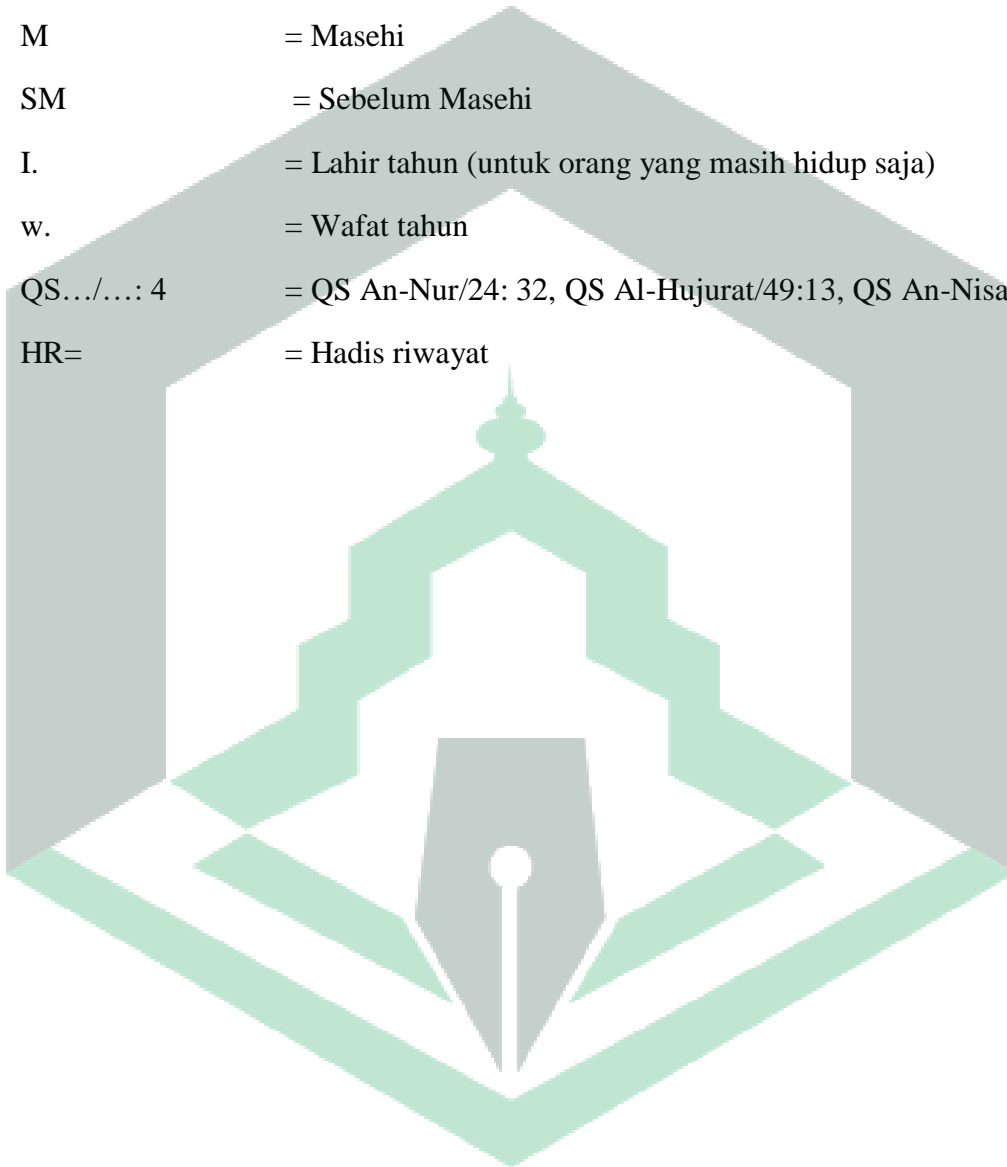 M = Masehi
SM = Sebelum Masehi
I. = Lahir tahun (untuk orang yang masih hidup saja)
w. = Wafat tahun
QS…/…: 4 = QS An-Nur/24: 32, QS Al-Hujurat/49:13, QS An-Nisa
HR= = Hadis riwayat